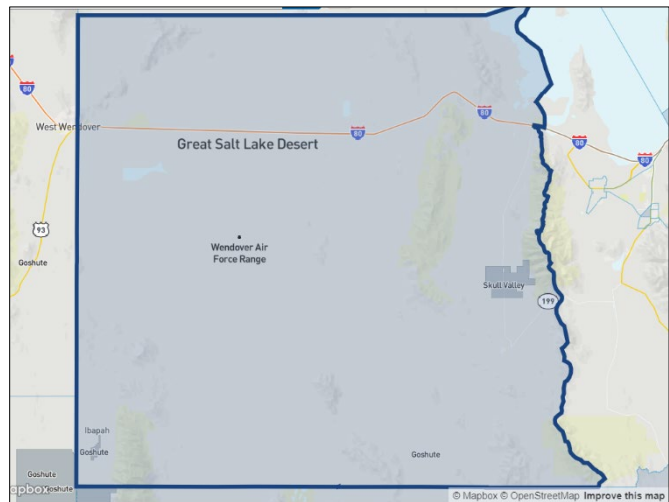 80
80
West Wendover
80
80
80
80
Great Salt Lake Desert
93
Goshute
Wendover Air
Force Range
Skull Valley
199
Ibapah
Goshute
Goshute
Goshute
Goshute
© Mapbox © OpenStreetMap Improve this map